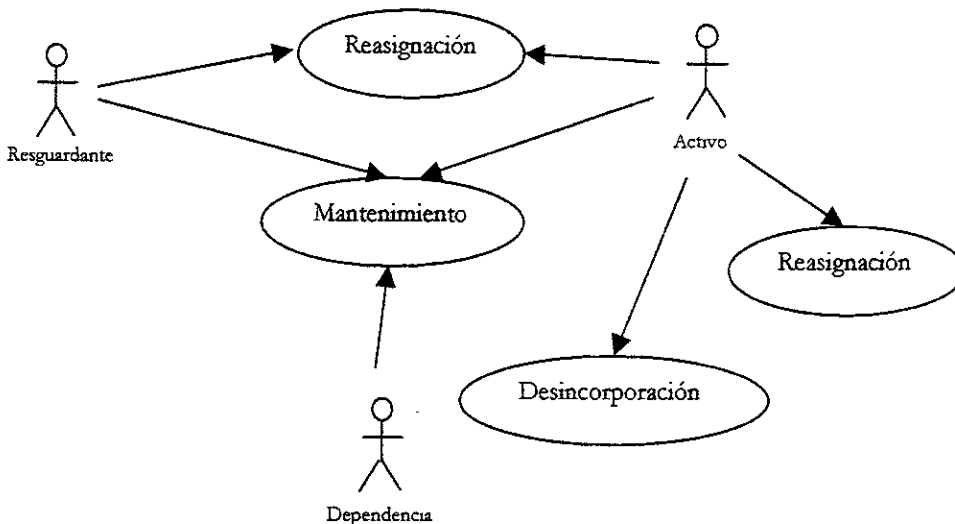 Reasignación
Resguardante
Activo
Mantenimiento
Reasignación
Desincorporación
Dependencia